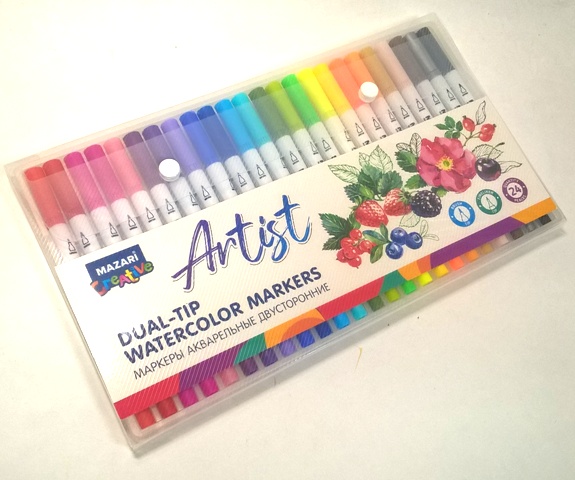 MAZARi
Creative
Artist
DUAL-TIP
WATERCOLOR MARKERS
МАРКЕРЫ АКВАРЕЛЬНЫЕ ДВУСТОРОННИЕ
24